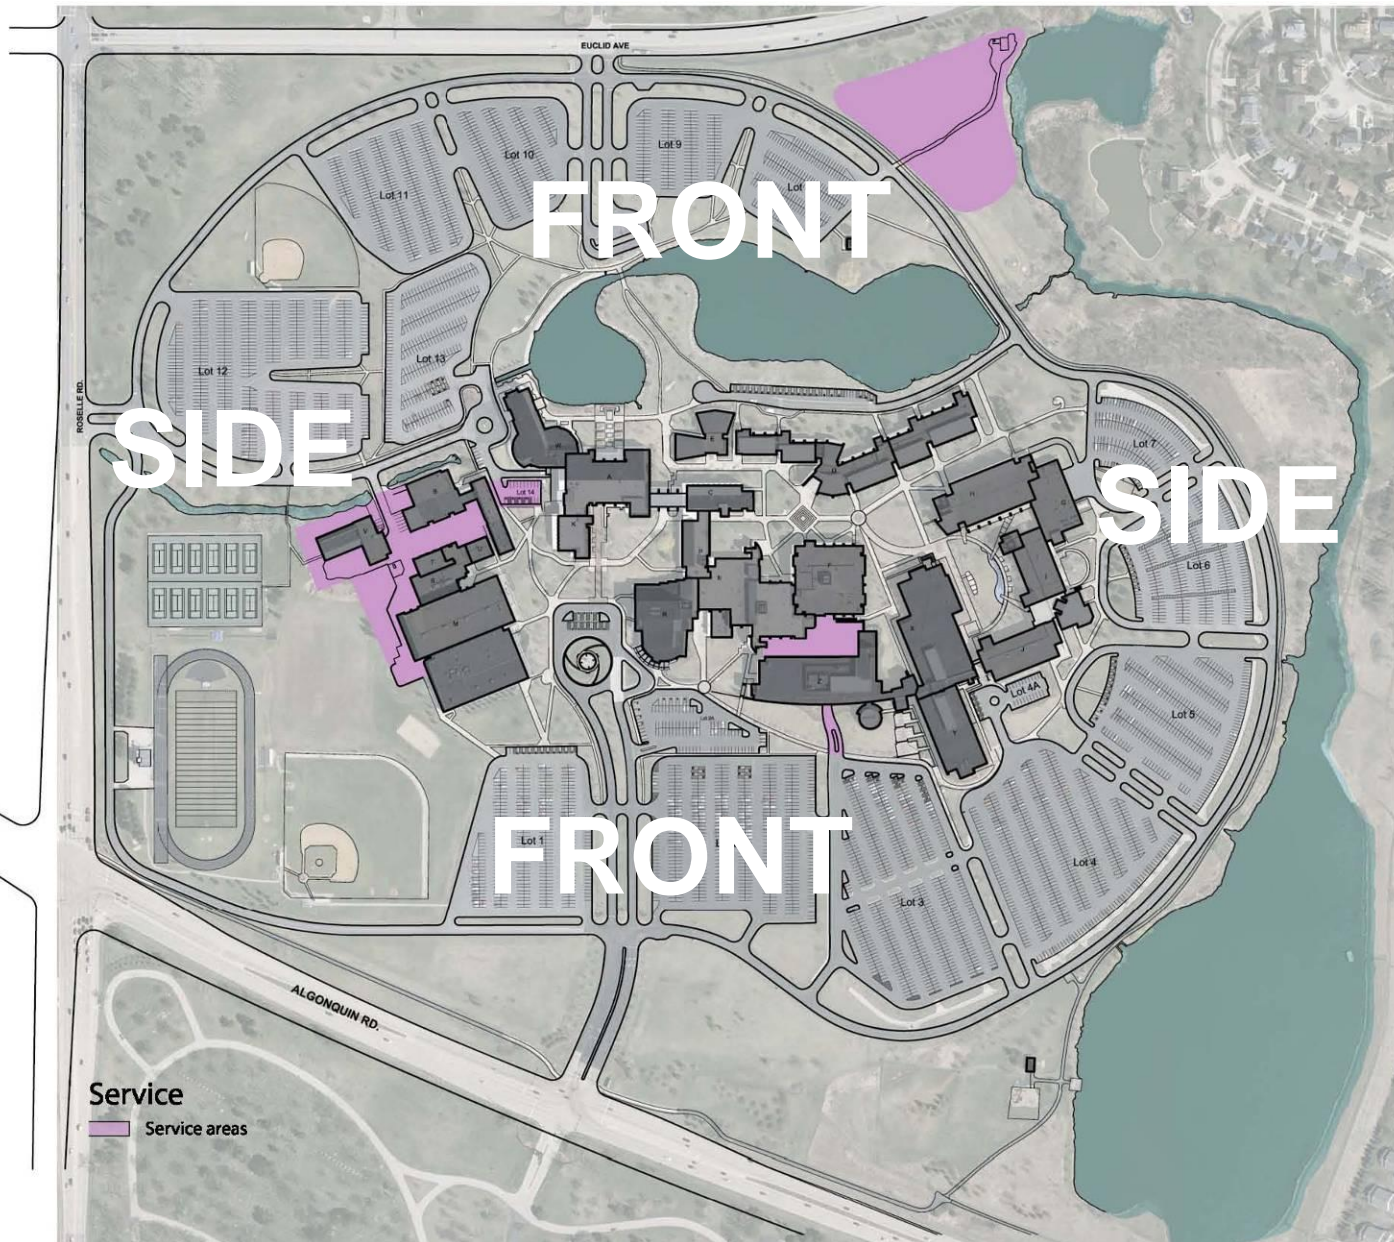 EUCLID AVE
Lot 9
Lot 10
Lot 11
Lot
FRONT
Lot 13
Lot 12
ROSELLE RD.
SIDE
Lot 7
SIDE
Lot 14
A
C
H
G
Lot 6
F
M
R
J
Z
Lot 4A
Lot 5
Lot 1
FRONT
Lot 4
Lot 3
ALGONQUIN RD.
Service
Service areas